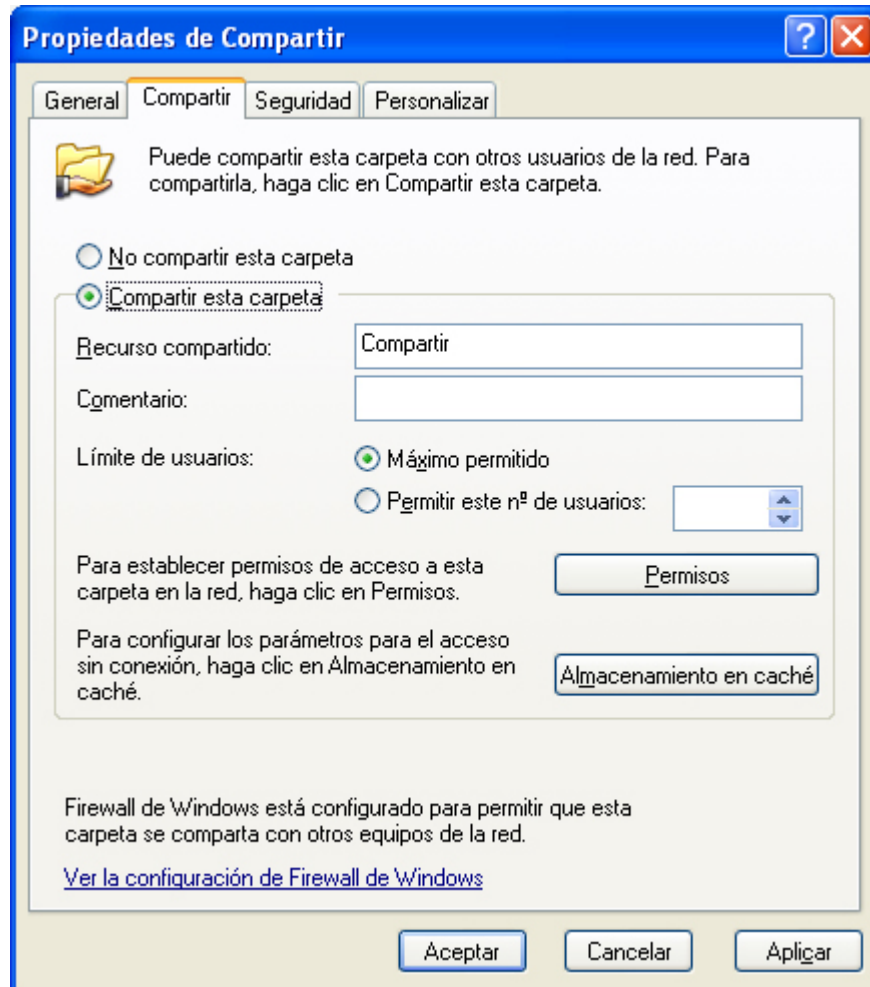 Propiedades de Compartir
General Compartir Seguridad Personalizar
Puede compartir esta carpeta con otros usuarios de la red. Para
compartirla, haga clic en Compartir esta carpeta.
No compartir esta carpeta
Compartir esta carpeta
Recurso compartido: Compartir
Comentario:
Límite de usuarios: Máximo permitido
Permitir este nº de usuarios:
Para establecer permisos de acceso a esta
carpeta en la red, haga clic en Permisos.
Permisos
Para configurar los parámetros para el acceso
sin conexión, haga clic en Almacenamiento en
caché.
Almacenamiento en caché
Firewall de Windows está configurado para permitir que esta
carpeta se comparta con otros equipos de la red.
Ver la configuración de Firewall de Windows
Aceptar Cancelar Aplicar